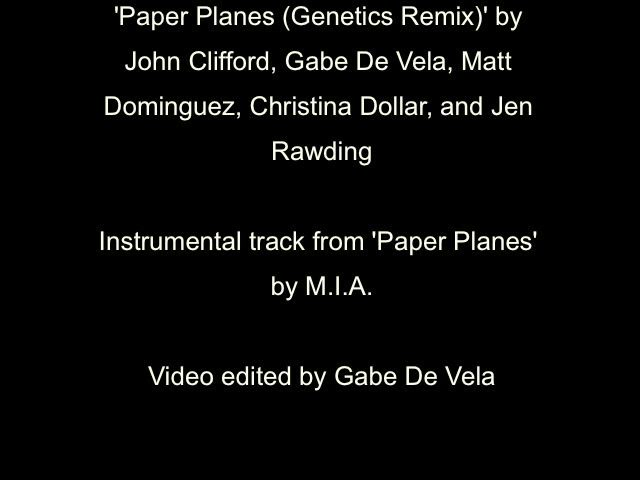 'Paper Planes (Genetics Remix)' by
John Clifford, Gabe De Vela, Matt
Dominguez, Christina Dollar, and Jen
Rawding
Instrumental track from 'Paper Planes'
by M.I.A.
Video edited by Gabe De Vela